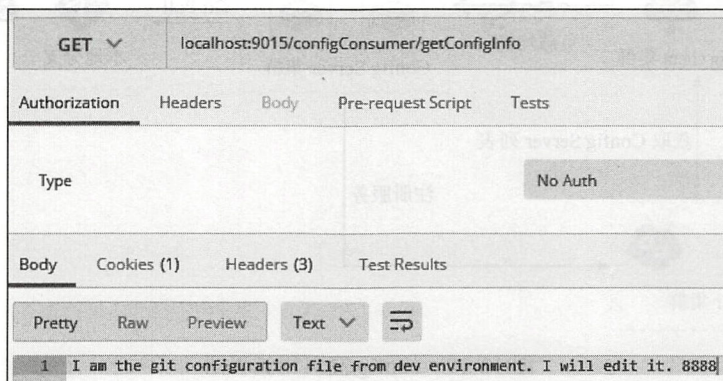 GET localhost:9015/configConsumer/getConfigInfo
Authorization Headers Body Pre-request Script Tests
Type No Auth
Body Cookies (1) Headers (3) Test Results
Pretty Raw Preview Text
1 I am the git configuration file from dev environment. I will edit it. 8888